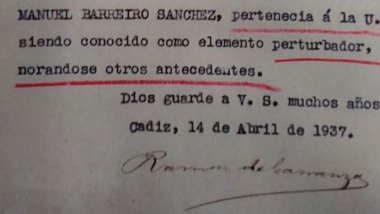 MANUEL BARREIRO SANCHEZ, pertenecia á la U.
siendo conocido como elemento perturbador,
norandose otros antecedentes.
Dios guarde a V. S. muchos años
Cadiz, 14 de Abril de 1937.
Ramon de Carranza